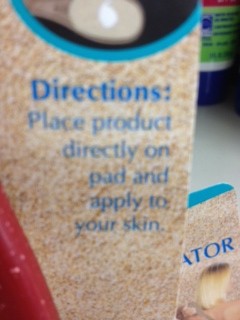 Directions:
Place product
directly on
pad and
apply to
your skin.
ATOR